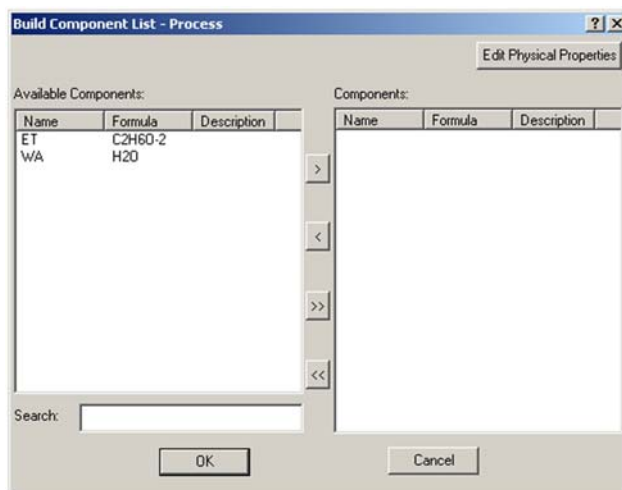 Build Component List - Process ? X
Edit Physical Properties
Available Components:
Name Formula Description
ET C2H6O-2
WA H2O
Components:
Name Formula Description
>
<
>>
<<
Search:
OK
Cancel